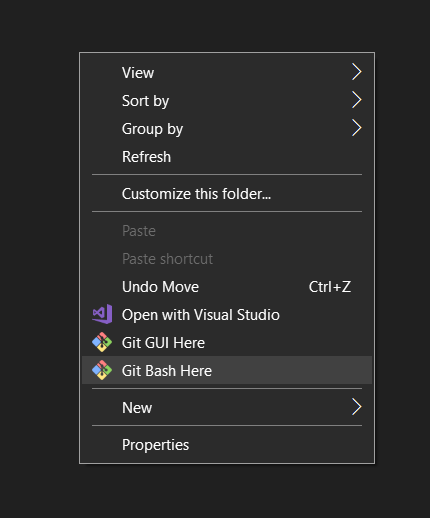 View
Sort by
Group by
Refresh
Customize this folder...
Paste
Paste shortcut
Undo Move Ctrl+Z
Open with Visual Studio
Git GUI Here
Git Bash Here
New
Properties